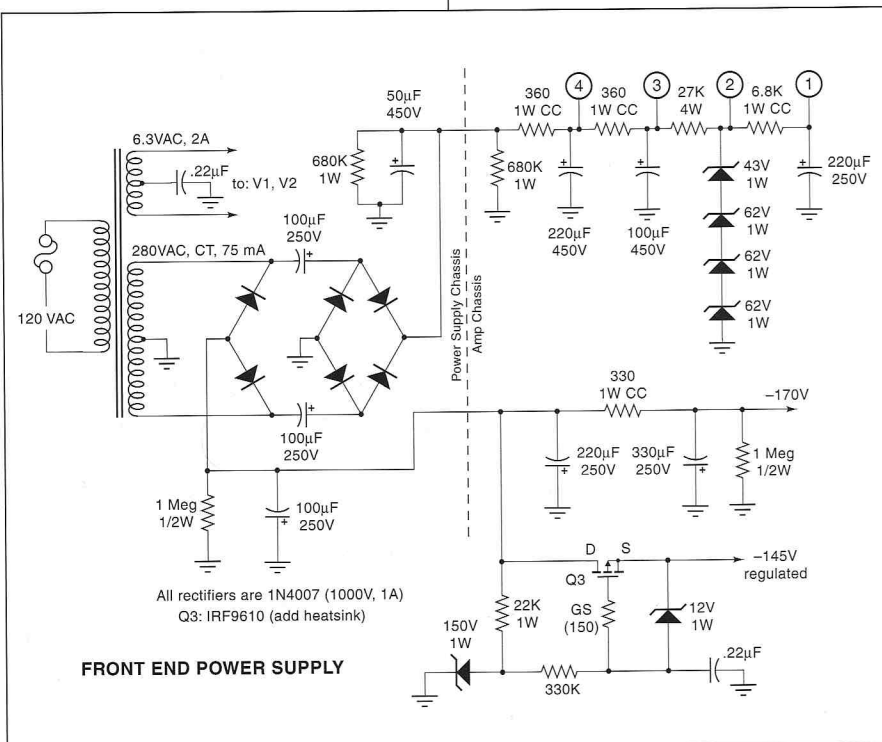 50µF
450V
4
3
2
1
360
1W CC
360
1W CC
27K
4W
6.8K
1W CC
6.3VAC, 2A
.22µF
to: V1, V2
680K
1W
680K
1W
220µF
450V
100µF
450V
43V
1W
62V
1W
62V
1W
62V
1W
220µF
250V
100µF
250V
280VAC, CT, 75 mA
120 VAC
100µF
250V
Power Supply Chassis
Amp Chassis
330
1W CC
–170V
220µF
250V
330µF
250V
1 Meg
1/2W
1 Meg
1/2W
100µF
250V
D
S
Q3
–145V
regulated
All rectifiers are 1N4007 (1000V, 1A)
Q3: IRF9610 (add heatsink)
22K
1W
GS
(150)
12V
1W
150V
1W
330K
.22µF
FRONT END POWER SUPPLY